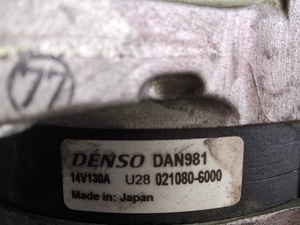 77
DENSO DAN981
14V130A U28 021080-6000
Made in: Japan